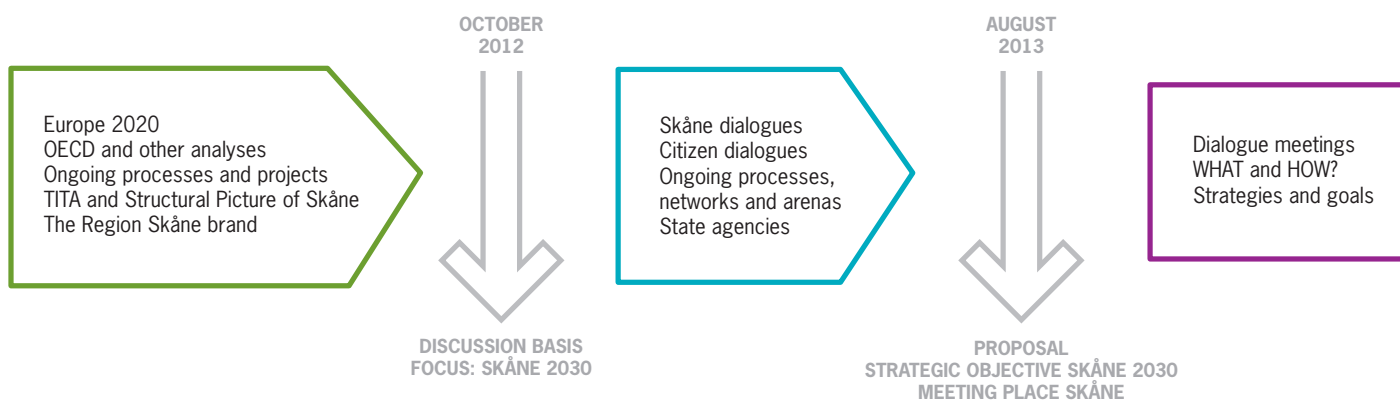 OCTOBER
2012
AUGUST
2013
Europe 2020
OECD and other analyses
Ongoing processes and projects
TITA and Structural Picture of Skåne
The Region Skåne brand
Skåne dialogues
Citizen dialogues
Ongoing processes,
networks and arenas
State agencies
Dialogue meetings
WHAT and HOW?
Strategies and goals
DISCUSSION BASIS
FOCUS: SKÅNE 2030
PROPOSAL
STRATEGIC OBJECTIVE SKÅNE 2030
MEETING PLACE SKÅNE